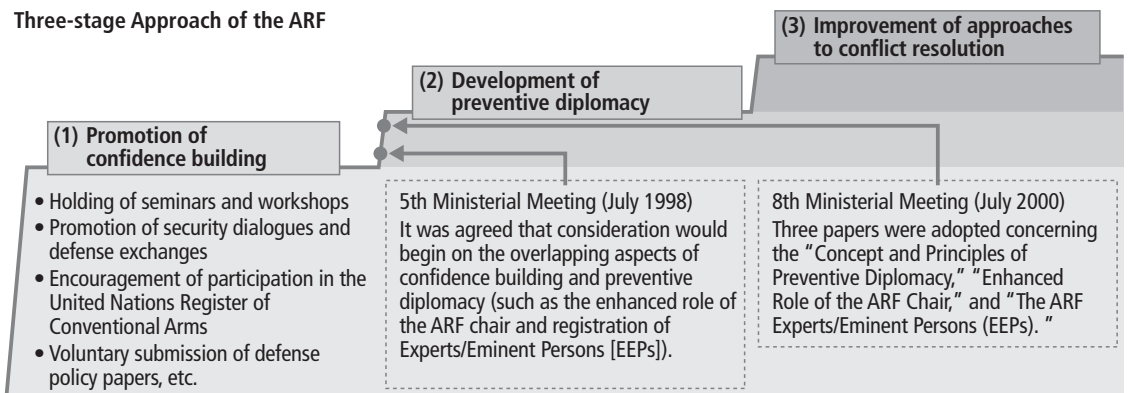 Three-stage Approach of the ARF
(3) Improvement of approaches
to conflict resolution
(2) Development of
preventive diplomacy
(1) Promotion of
confidence building
• Holding of seminars and workshops
• Promotion of security dialogues and
defense exchanges
• Encouragement of participation in the
United Nations Register of
Conventional Arms
• Voluntary submission of defense
policy papers, etc.
5th Ministerial Meeting (July 1998)
It was agreed that consideration would
begin on the overlapping aspects of
confidence building and preventive
diplomacy (such as the enhanced role of
the ARF chair and registration of
Experts/Eminent Persons [EEPs]).
8th Ministerial Meeting (July 2000)
Three papers were adopted concerning
the “Concept and Principles of
Preventive Diplomacy,” “Enhanced
Role of the ARF Chair,” and “The ARF
Experts/Eminent Persons (EEPs). ”